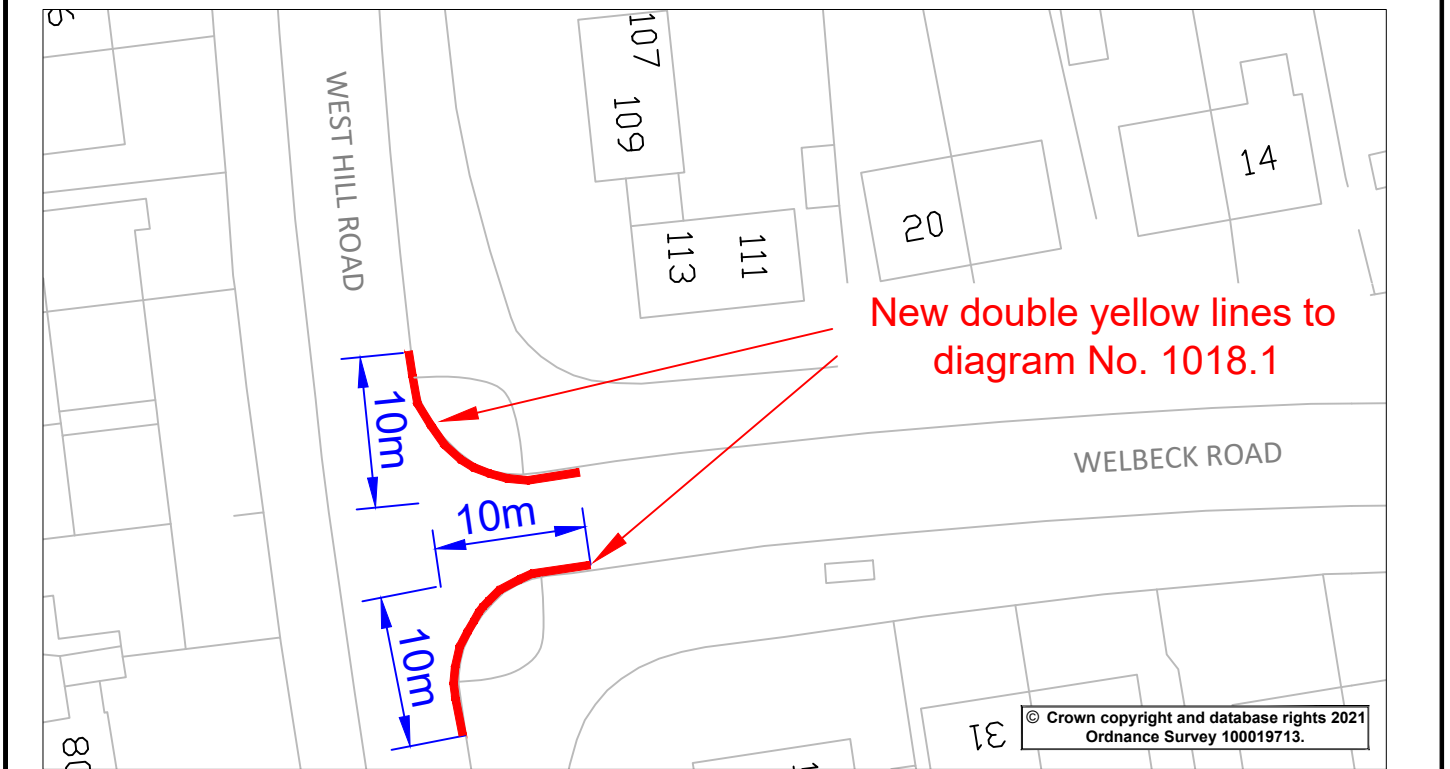 107
109
WEST HILL ROAD
113
111
20
14
New double yellow lines to
diagram No. 1018.1
10m
10m
10m
WELBECK ROAD
31
© Crown copyright and database rights 2021
Ordnance Survey 100019713.